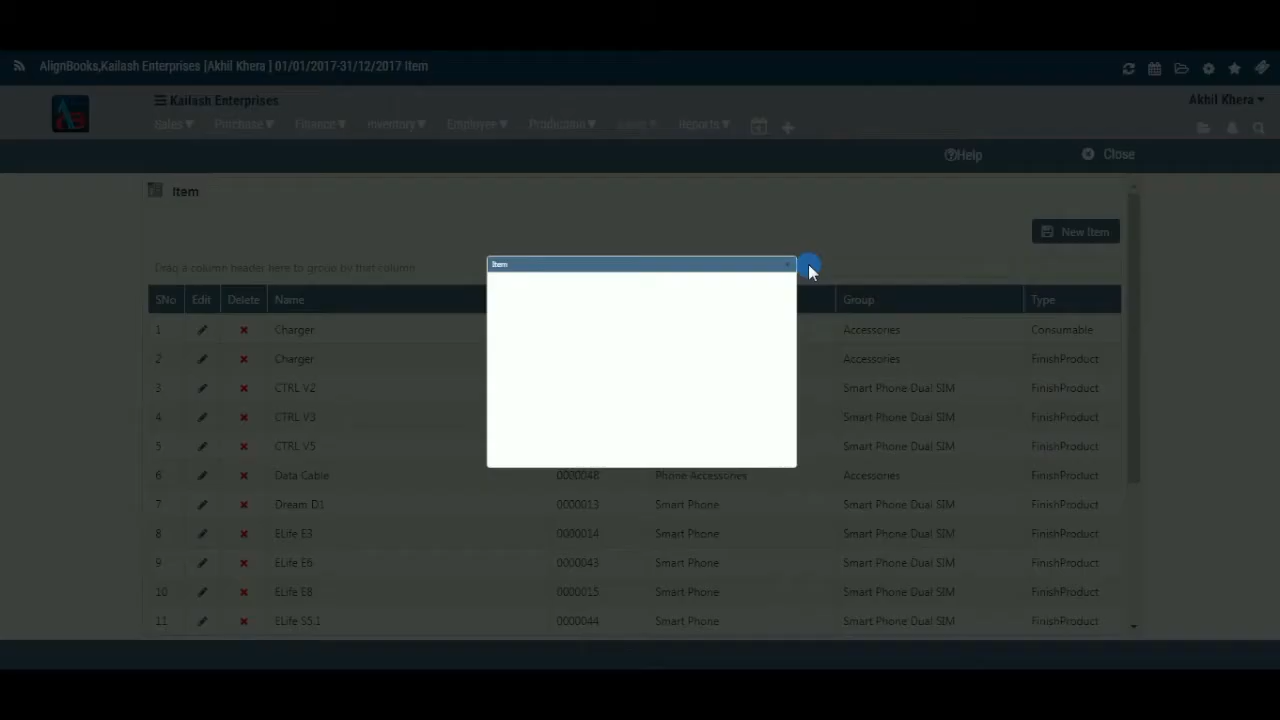 AlignBooks,Kailash Enterprises [Akhil Khera ] 01/01/2017-31/12/2017 Item
Kailash Enterprises
Akhil Khera
Sales Purchase Finance Inventory Employee Production Reports
Help Close
Item
New Item
Drag a column header here to group by that column
Item
SNo Edit Delete Name Group Type
1 Charger Accessories Consumable
2 Charger Accessories FinishProduct
3 CTRL V2 Smart Phone Dual SIM FinishProduct
4 CTRL V3 Smart Phone Dual SIM FinishProduct
5 CTRL V5 Smart Phone Dual SIM FinishProduct
6 Data Cable 0000048 Phone Accessories Accessories FinishProduct
7 Dream D1 0000013 Smart Phone Smart Phone Dual SIM FinishProduct
8 ELife E3 0000014 Smart Phone Smart Phone Dual SIM FinishProduct
9 ELife E6 0000043 Smart Phone Smart Phone Dual SIM FinishProduct
10 ELife E8 0000015 Smart Phone Smart Phone Dual SIM FinishProduct
11 ELife S5.1 0000044 Smart Phone Smart Phone Dual SIM FinishProduct